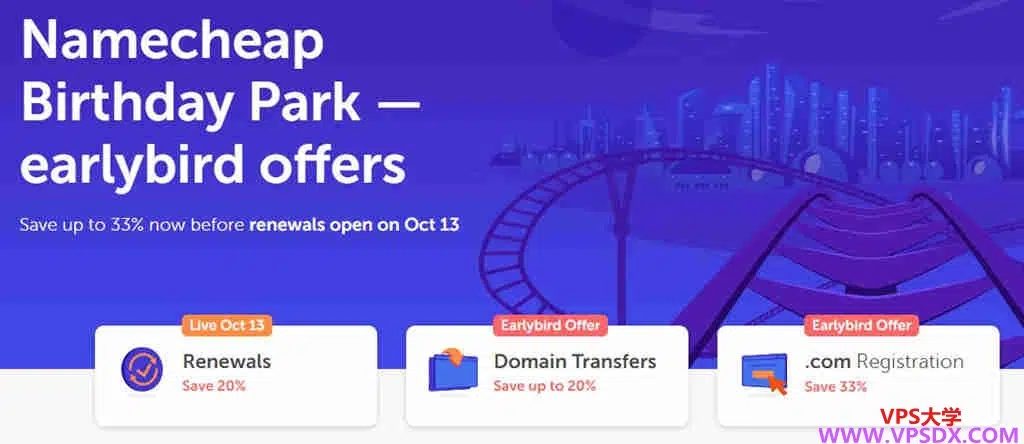 Namecheap
Birthday Park —
earlybird offers
Save up to 33% now before renewals open on Oct 13
Live Oct 13
Renewals
Save 20%
Earlybird Offer
Domain Transfers
Save up to 20%
Earlybird Offer
.com Registration
Save 33%
VPS大学
WWW.VPSDX.COM